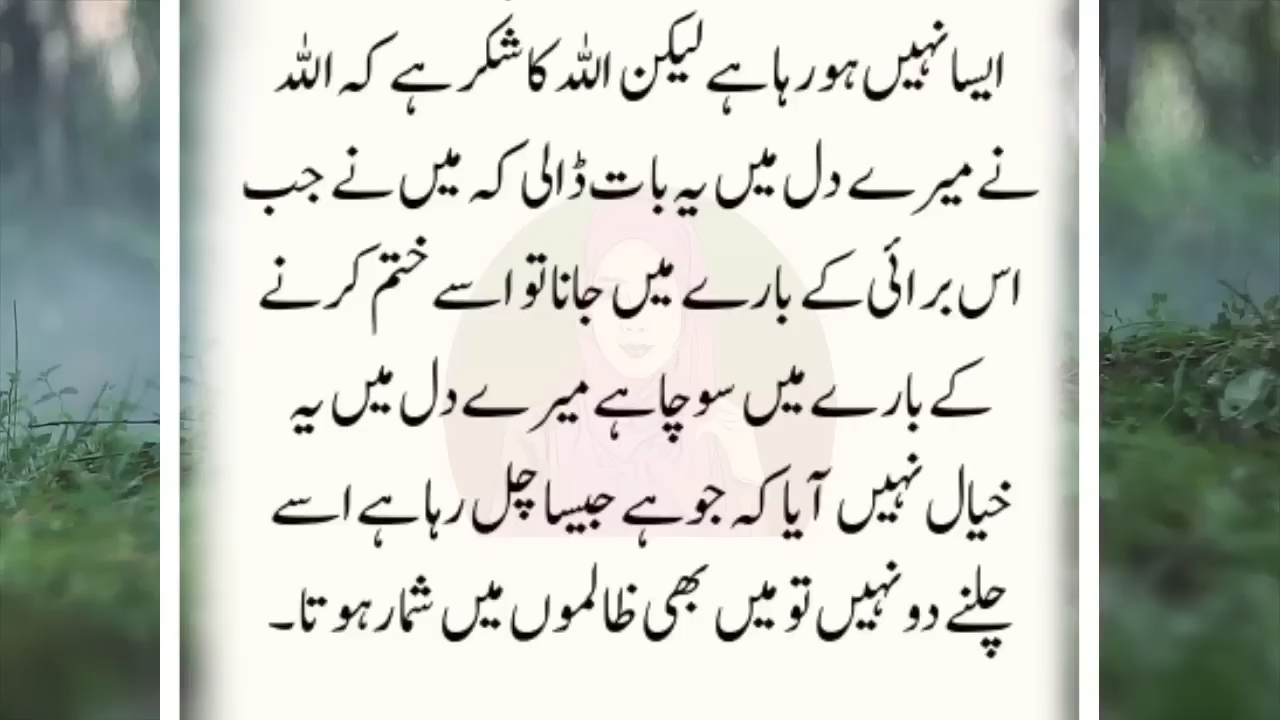 ایسا نہیں ہو رہا ہے لیکن اللہ کا شکر ہے کہ اللہ
نے میرے دل میں یہ بات ڈالی کہ میں نے جب
اس برائی کے بارے میں جانا تو اسے ختم کرنے
کے بارے میں سوچا ہے میرے دل میں یہ
خیال نہیں آیا کہ جو ہے جیسا چل رہا ہے اسے
چلنے دو نہیں تو میں بھی ظالموں میں شمار ہوتا۔